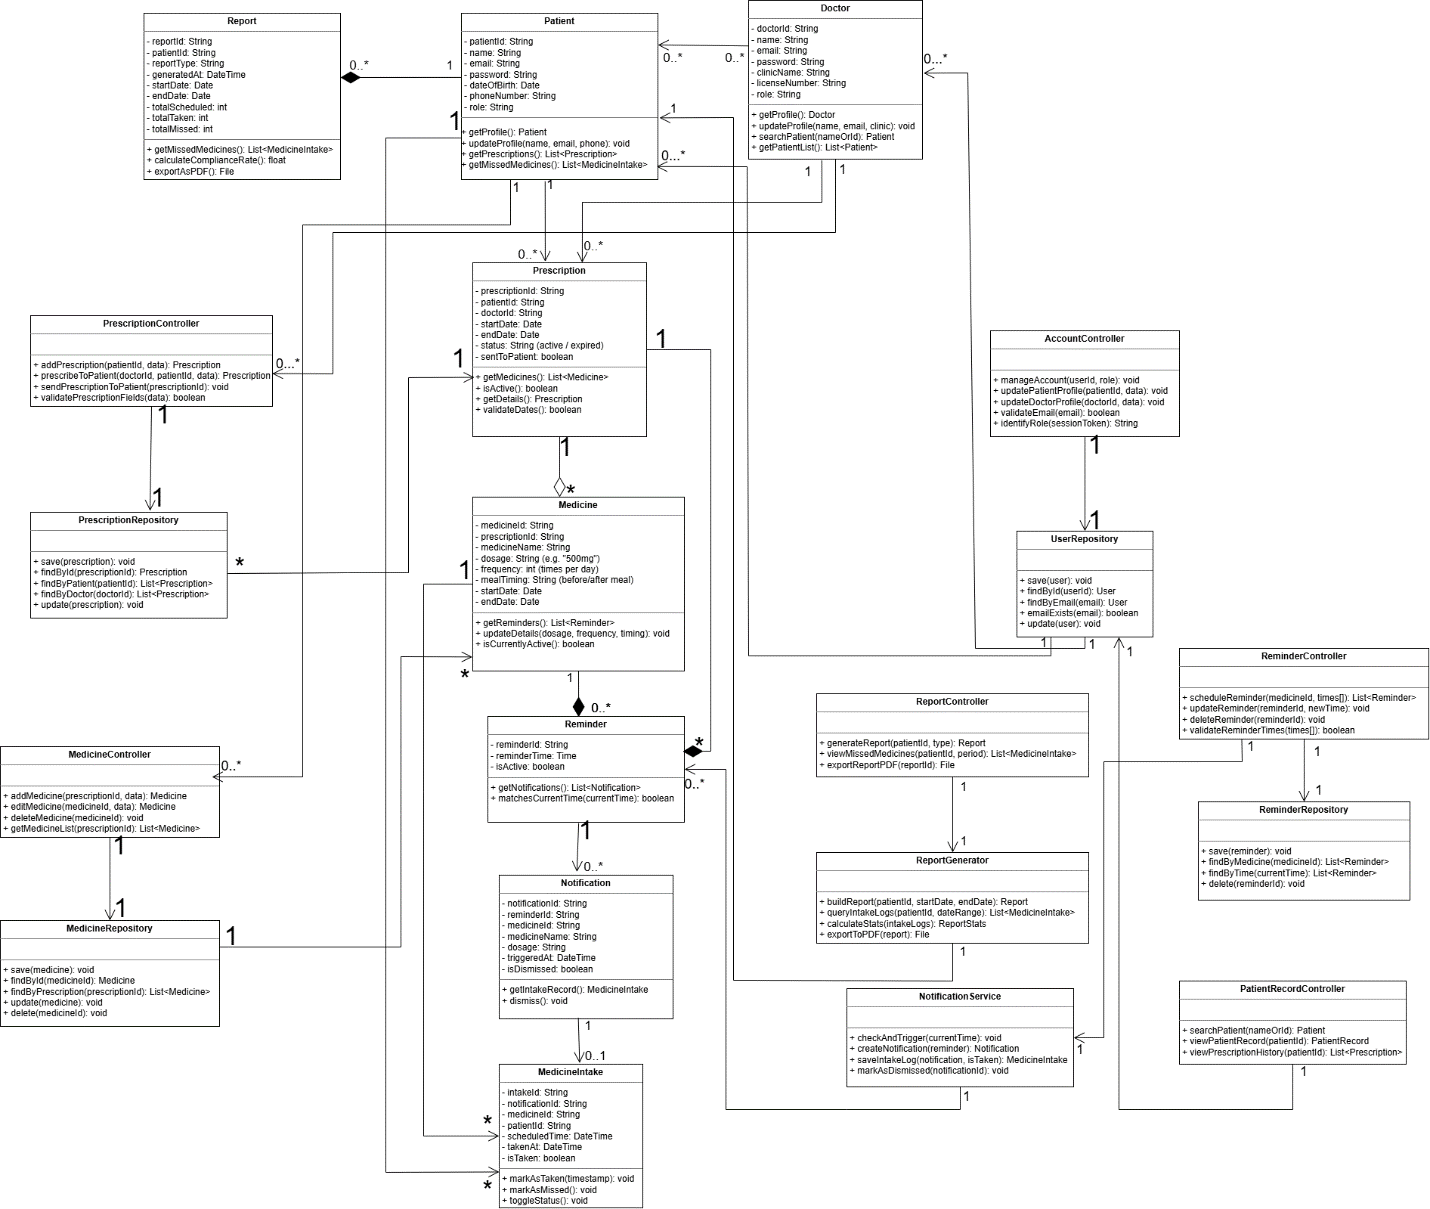 Report
- reportId: String
- patientId: String
- reportType: String
- generatedAt: DateTime
- startDate: Date
- endDate: Date
- totalScheduled: int
- totalTaken: int
- totalMissed: int
+ getMissedMedicines(): List<MedicineIntake>
+ calculateComplianceRate(): float
+ exportAsPDF(): File
0..*
1
Patient
- patientId: String
- name: String
- email: String
- password: String
- dateOfBirth: Date
- phoneNumber: String
- role: String
+ getProfile(): Patient
+ updateProfile(name, email, phone): void
+ getPrescriptions(): List<Prescription>
+ getMissedMedicines(): List<MedicineIntake>
1
1
1
0..*
0..*
1
0...*
Doctor
- doctorId: String
- name: String
- email: String
- password: String
- clinicName: String
- licenseNumber: String
- role: String
+ getProfile(): Doctor
+ updateProfile(name, email, clinic): void
+ searchPatient(nameOrId): Patient
+ getPatientList(): List<Patient>
0...*
1
1
0..*
0..*
Prescription
- prescriptionId: String
- patientId: String
- doctorId: String
- startDate: Date
- endDate: Date
- status: String (active / expired)
- sentToPatient: boolean
+ getMedicines(): List<Medicine>
+ isActive(): boolean
+ getDetails(): Prescription
+ validateDates(): boolean
1
1
1
*
PrescriptionController
+ addPrescription(patientId, data): Prescription
+ prescribeToPatient(doctorId, patientId, data): Prescription
+ sendPrescriptionToPatient(prescriptionId): void
+ validatePrescriptionFields(data): boolean
0...*
1
1
PrescriptionRepository
+ save(prescription): void
+ findById(prescriptionId): Prescription
+ findByPatient(patientId): List<Prescription>
+ findByDoctor(doctorId): List<Prescription>
+ update(prescription): void
*
AccountController
+ manageAccount(userId, role): void
+ updatePatientProfile(patientId, data): void
+ updateDoctorProfile(doctorId, data): void
+ validateEmail(email): boolean
+ identifyRole(sessionToken): String
1
1
UserRepository
+ save(user): void
+ findById(userId): User
+ findByEmail(email): User
+ emailExists(email): boolean
+ update(user): void
1
1
1
Medicine
- medicineId: String
- prescriptionId: String
- medicineName: String
- dosage: String (e.g. "500mg")
- frequency: int (times per day)
- mealTiming: String (before/after meal)
- startDate: Date
- endDate: Date
+ getReminders(): List<Reminder>
+ updateDetails(dosage, frequency, timing): void
+ isCurrentlyActive(): boolean
1
*
1
0..*
Reminder
- reminderId: String
- reminderTime: Time
- isActive: boolean
+ getNotifications(): List<Notification>
+ matchesCurrentTime(currentTime): boolean
*
0..*
1
0..*
MedicineController
+ addMedicine(prescriptionId, data): Medicine
+ editMedicine(medicineId, data): Medicine
+ deleteMedicine(medicineId): void
+ getMedicineList(prescriptionId): List<Medicine>
0..*
1
1
MedicineRepository
+ save(medicine): void
+ findById(medicineId): Medicine
+ findByPrescription(prescriptionId): List<Medicine>
+ update(medicine): void
+ delete(medicineId): void
1
ReportController
+ generateReport(patientId, type): Report
+ viewMissedMedicines(patientId, period): List<MedicineIntake>
+ exportReportPDF(reportId): File
1
1
ReportGenerator
+ buildReport(patientId, startDate, endDate): Report
+ queryIntakeLogs(patientId, dateRange): List<MedicineIntake>
+ calculateStats(intakeLogs): ReportStats
+ exportToPDF(report): File
1
ReminderController
+ scheduleReminder(medicineId, times[]): List<Reminder>
+ updateReminder(reminderId, newTime): void
+ deleteReminder(reminderId): void
+ validateReminderTimes(times[]): boolean
1
1
1
ReminderRepository
+ save(reminder): void
+ findByMedicine(medicineId): List<Reminder>
+ findByTime(currentTime): List<Reminder>
+ delete(reminderId): void
Notification
- notificationId: String
- reminderId: String
- medicineId: String
- medicineName: String
- dosage: String
- triggeredAt: DateTime
- isDismissed: boolean
+ getIntakeRecord(): MedicineIntake
+ dismiss(): void
1
0..1
NotificationService
+ checkAndTrigger(currentTime): void
+ createNotification(reminder): Notification
+ saveIntakeLog(notification, isTaken): MedicineIntake
+ markAsDismissed(notificationId): void
1
1
PatientRecordController
+ searchPatient(nameOrId): Patient
+ viewPatientRecord(patientId): PatientRecord
+ viewPrescriptionHistory(patientId): List<Prescription>
1
MedicineIntake
- intakeId: String
- notificationId: String
- medicineId: String
- patientId: String
- scheduledTime: DateTime
- takenAt: DateTime
- isTaken: boolean
+ markAsTaken(timestamp): void
+ markAsMissed(): void
+ toggleStatus(): void
*
*